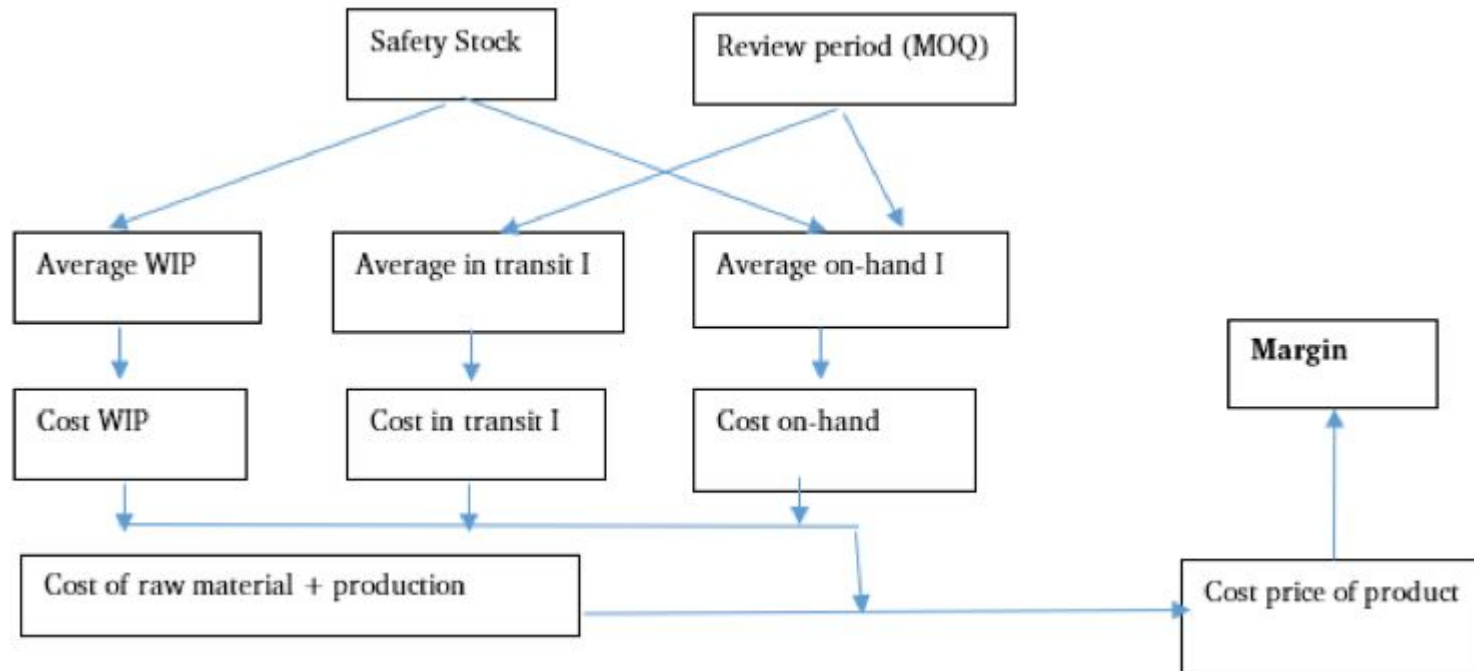 Safety Stock
Review period (MOQ)
Average WIP
Average in transit I
Average on-hand I
Margin
Cost WIP
Cost in transit I
Cost on-hand
Cost of raw material + production
Cost price of product